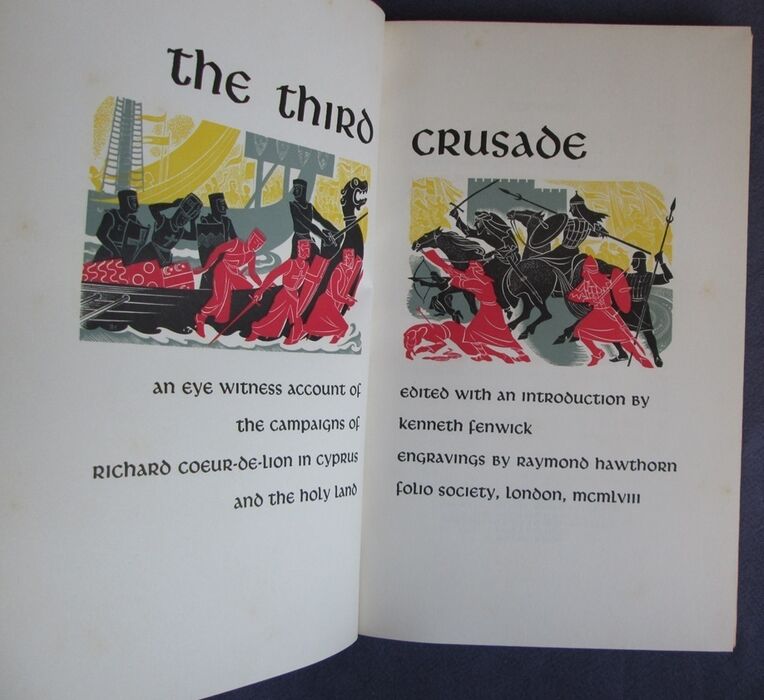 the third
crusade
an eye witness account of
the campaigns of
Richard Coeur-de-Lion in Cyprus
and the holy land
edited with an introduction by
kenneth fenwick
engravings by Raymond Hawthorn
folio society, London, mcmlviii